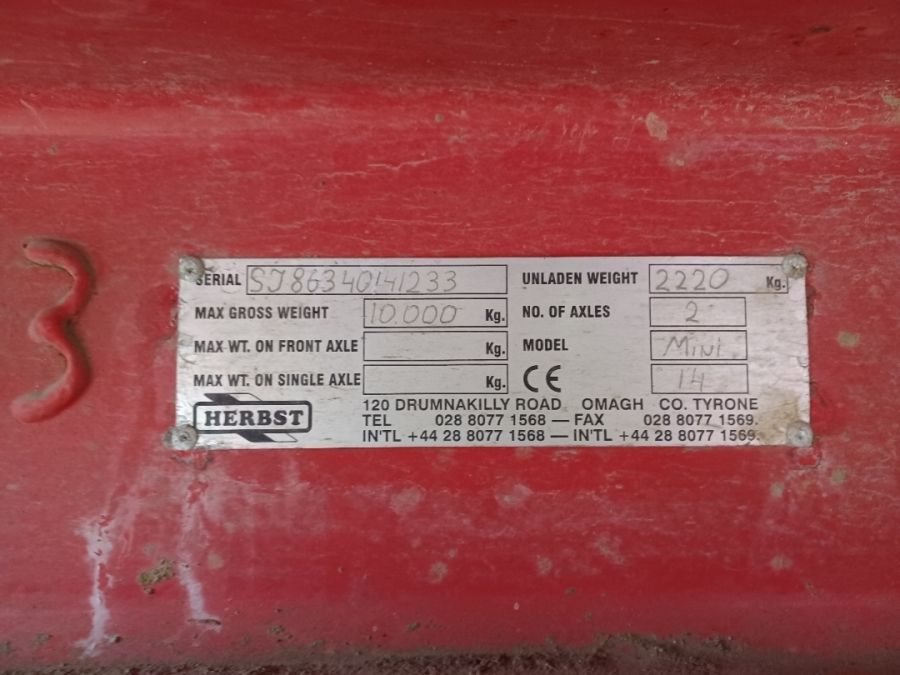 3
SERIAL SJ86340141233 UNLADEN WEIGHT 2220 Kg.
MAX GROSS WEIGHT 10.000 Kg. NO. OF AXLES 2
MAX WT. ON FRONT AXLE Kg. MODEL MINI
MAX WT. ON SINGLE AXLE Kg. CE 14
HERBST
120 DRUMNAKILLY ROAD OMAGH CO. TYRONE
TEL 028 8077 1568 — FAX 028 8077 1569.
IN'TL +44 28 8077 1568 — IN'TL +44 28 8077 1569.